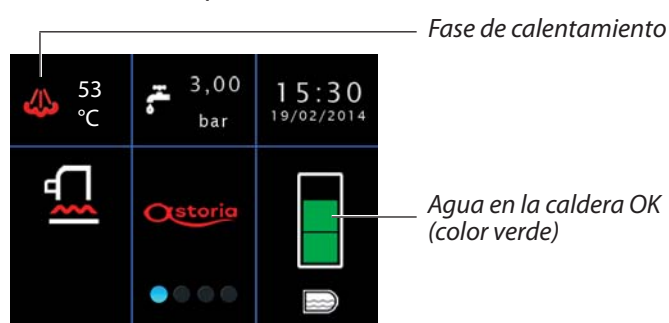 Fase de calentamiento
53
°C
3,00
bar
15:30
19/02/2014
astoria
Agua en la caldera OK
(color verde)